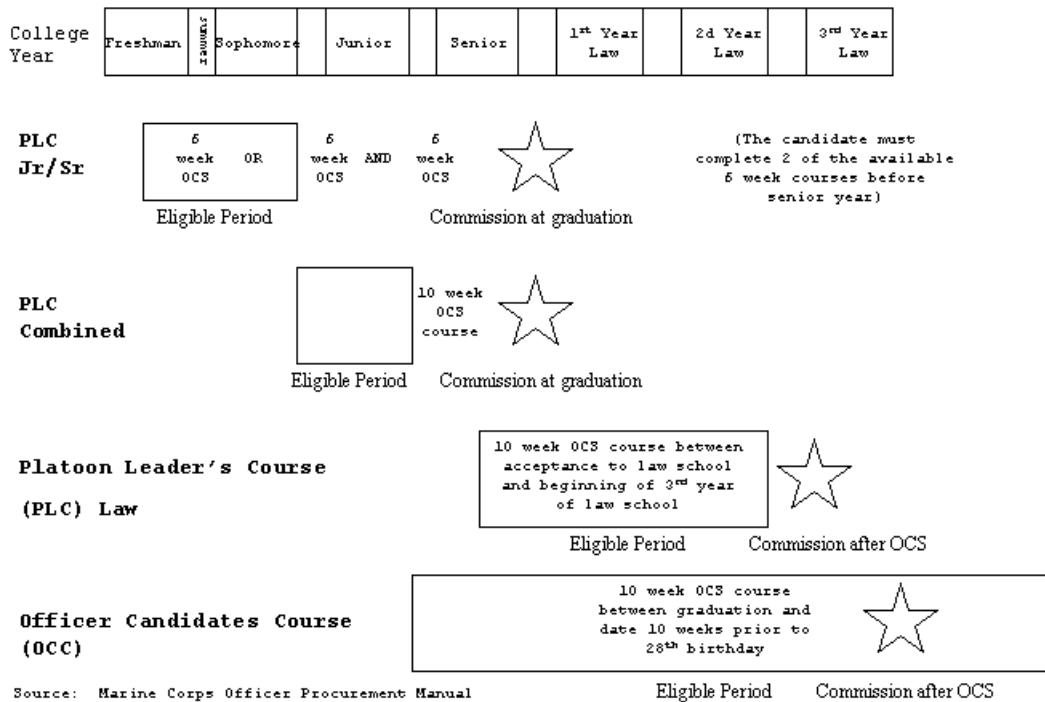 College Year
Freshman
summer
Sophomore
Junior
Senior
1st Year Law
2d Year Law
3rd Year Law
PLC
Jr/Sr
6 week OCS
OR
6 week OCS
AND
6 week OCS
(The candidate must
complete 2 of the available
6 week courses before
senior year)
Eligible Period
Commission at graduation
PLC
Combined
10 week
OCS
course
Eligible Period
Commission at graduation
Platoon Leader's Course
(PLC) Law
10 week OCS course between
acceptance to law school
and beginning of 3rd year
of law school
Eligible Period
Commission after OCS
Officer Candidates Course
(OCC)
10 week OCS course
between graduation and
date 10 weeks prior to
28th birthday
Source: Marine Corps Officer Procurement Manual
Eligible Period
Commission after OCS